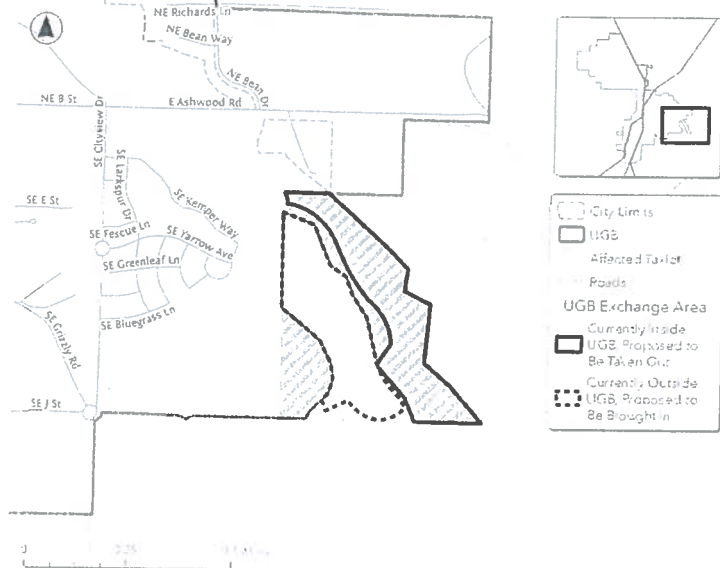 NE Richards Ln
NE Bean Way
NE Bean Dr
NE B St
E Ashwood Rd
SE Cityview Dr
SE Larkspur Dr
SE Kemper Way
SE E St
SE Fescue Ln
SE Yarrow Ave
SE Greenleaf Ln
SE Bluegrass Ln
SE Grizzly Rd
SE J St
City Limits
UGB
Affected Taxlot
Roads
UGB Exchange Area
Currently Inside
UGB, Proposed to
Be Taken Out
Currently Outside
UGB, Proposed to
Be Brought In
0